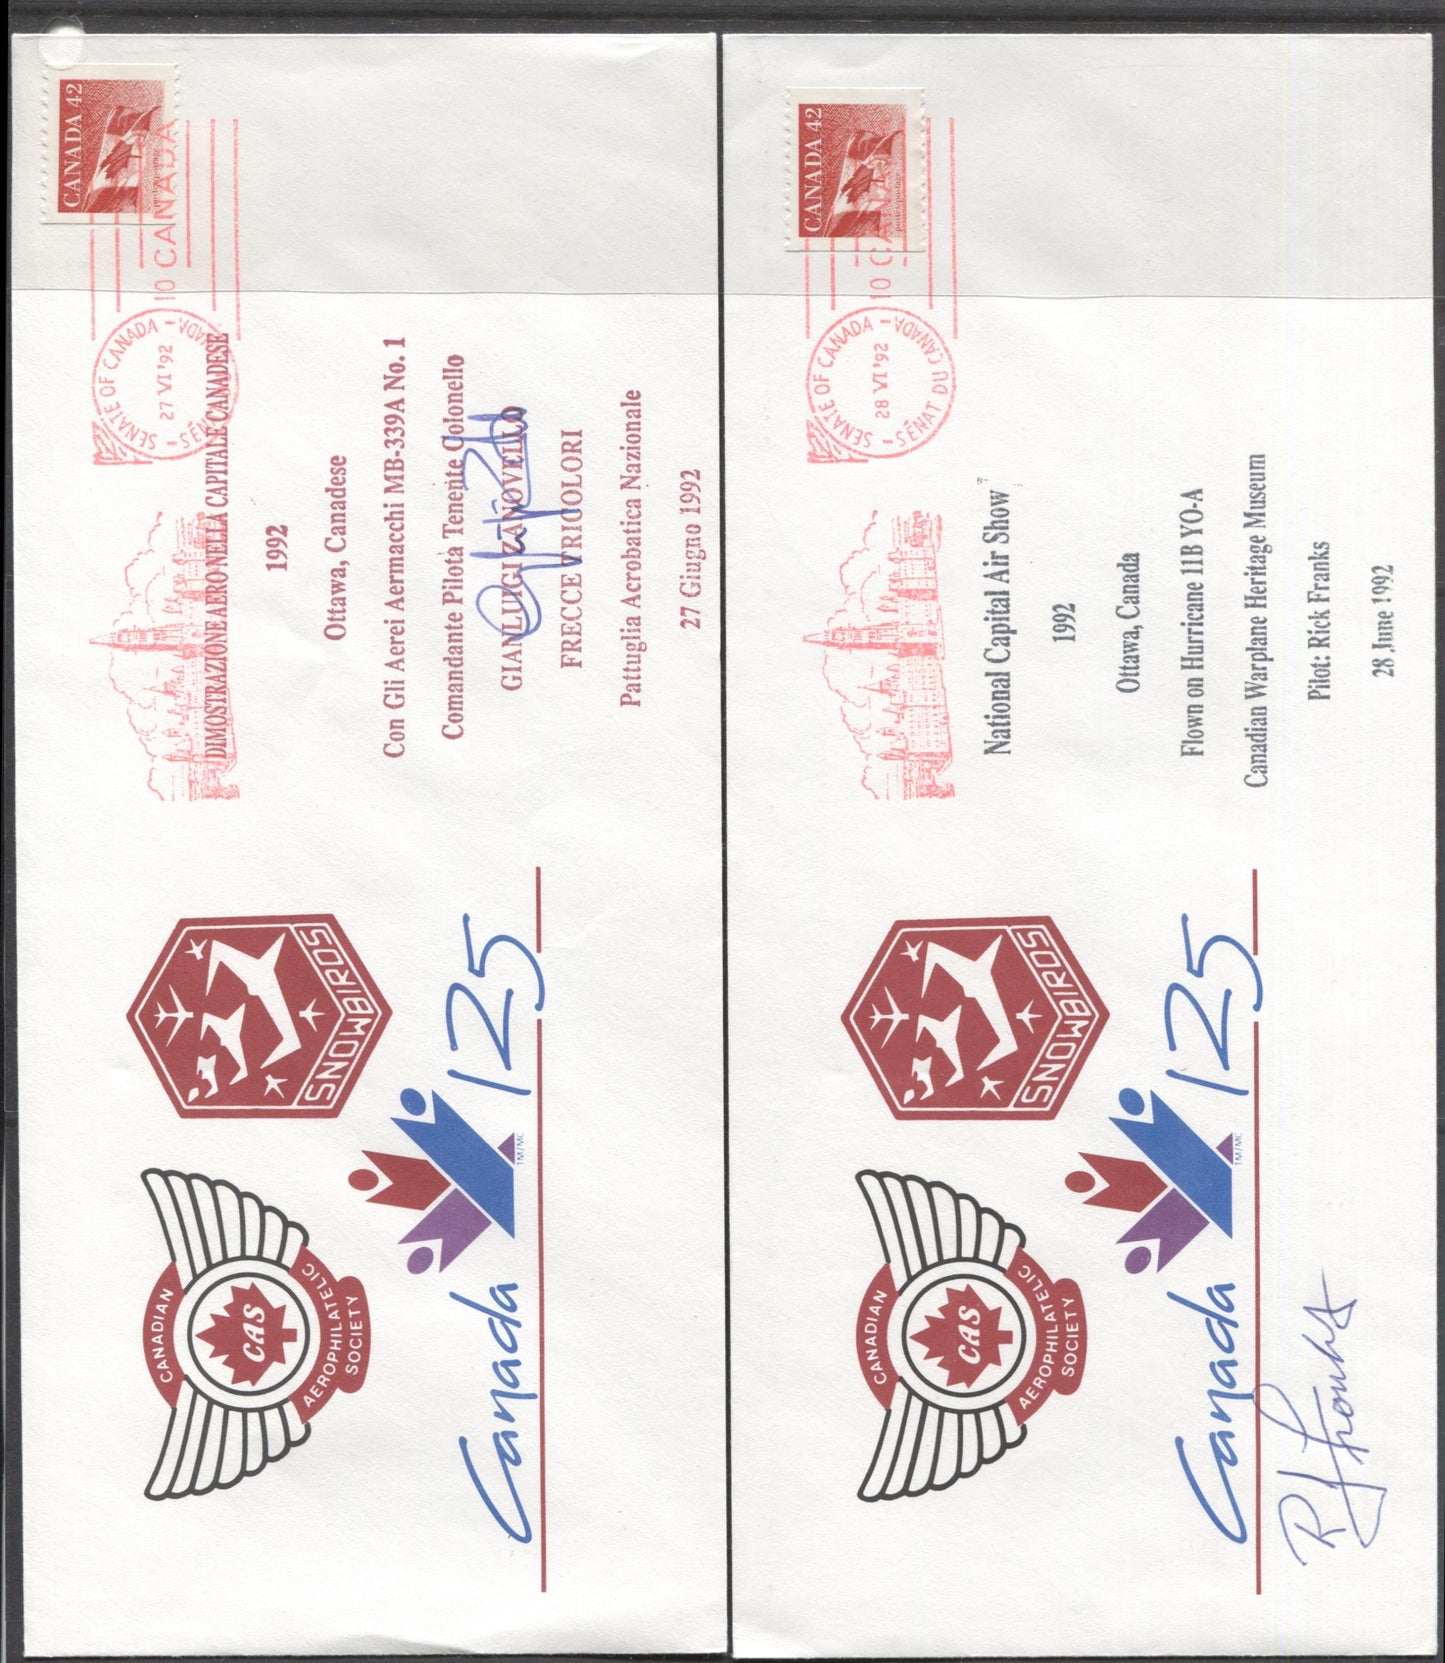 CANADA 42
postes/postage
10 CANADA
SENATE OF CANADA
27 VI '92
DIMOSTRAZIONE AERO NELLA CAPITALE CANADESE
1992
Ottawa, Canadese
Con Gli Aerei Aermacchi MB-339A No. 1
Comandante Pilota Tenente Colonello
GIANLUIGI ZANOVELLO
FRECCE TRICOLORI
Pattuglia Acrobatica Nazionale
27 Giugno 1992
SNOWBIRDS
CANADIAN
CAS
AEROPHILATELIC
SOCIETY
Canada 125
TM/MC
CANADA 42
postes/postage
10 CANADA
SENATE OF CANADA
28 VI '92
SÉNAT DU CANADA
National Capital Air Show
1992
Ottawa, Canada
Flown on Hurricane 11B YO-A
Canadian Warplane Heritage Museum
Pilot: Rick Franks
28 June 1992
SNOWBIRDS
CANADIAN
CAS
AEROPHILATELIC
SOCIETY
Canada 125
TM/MC